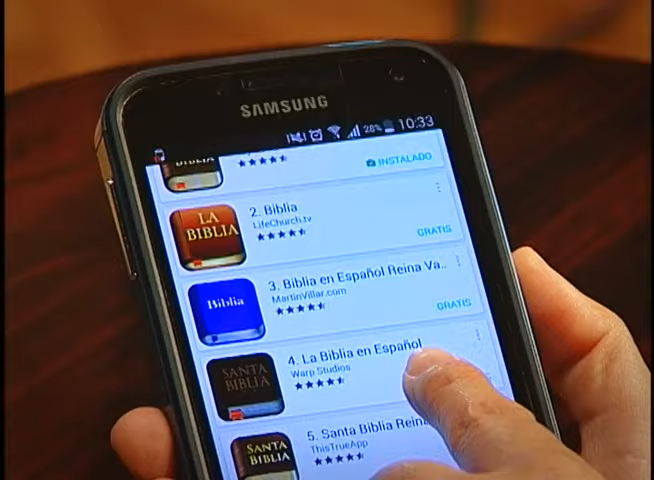 SAMSUNG
28% 10:33
BIBLIA
INSTALADO
LA
BIBLIA
2. Biblia
LifeChurch.tv
GRATIS
Biblia
3. Biblia en Español Reina Va..
MartinVillar.com
GRATIS
SANTA
BIBLIA
4. La Biblia en Español
Warp Studios
SANTA
BIBLIA
5. Santa Biblia Rein
ThisTrueApp